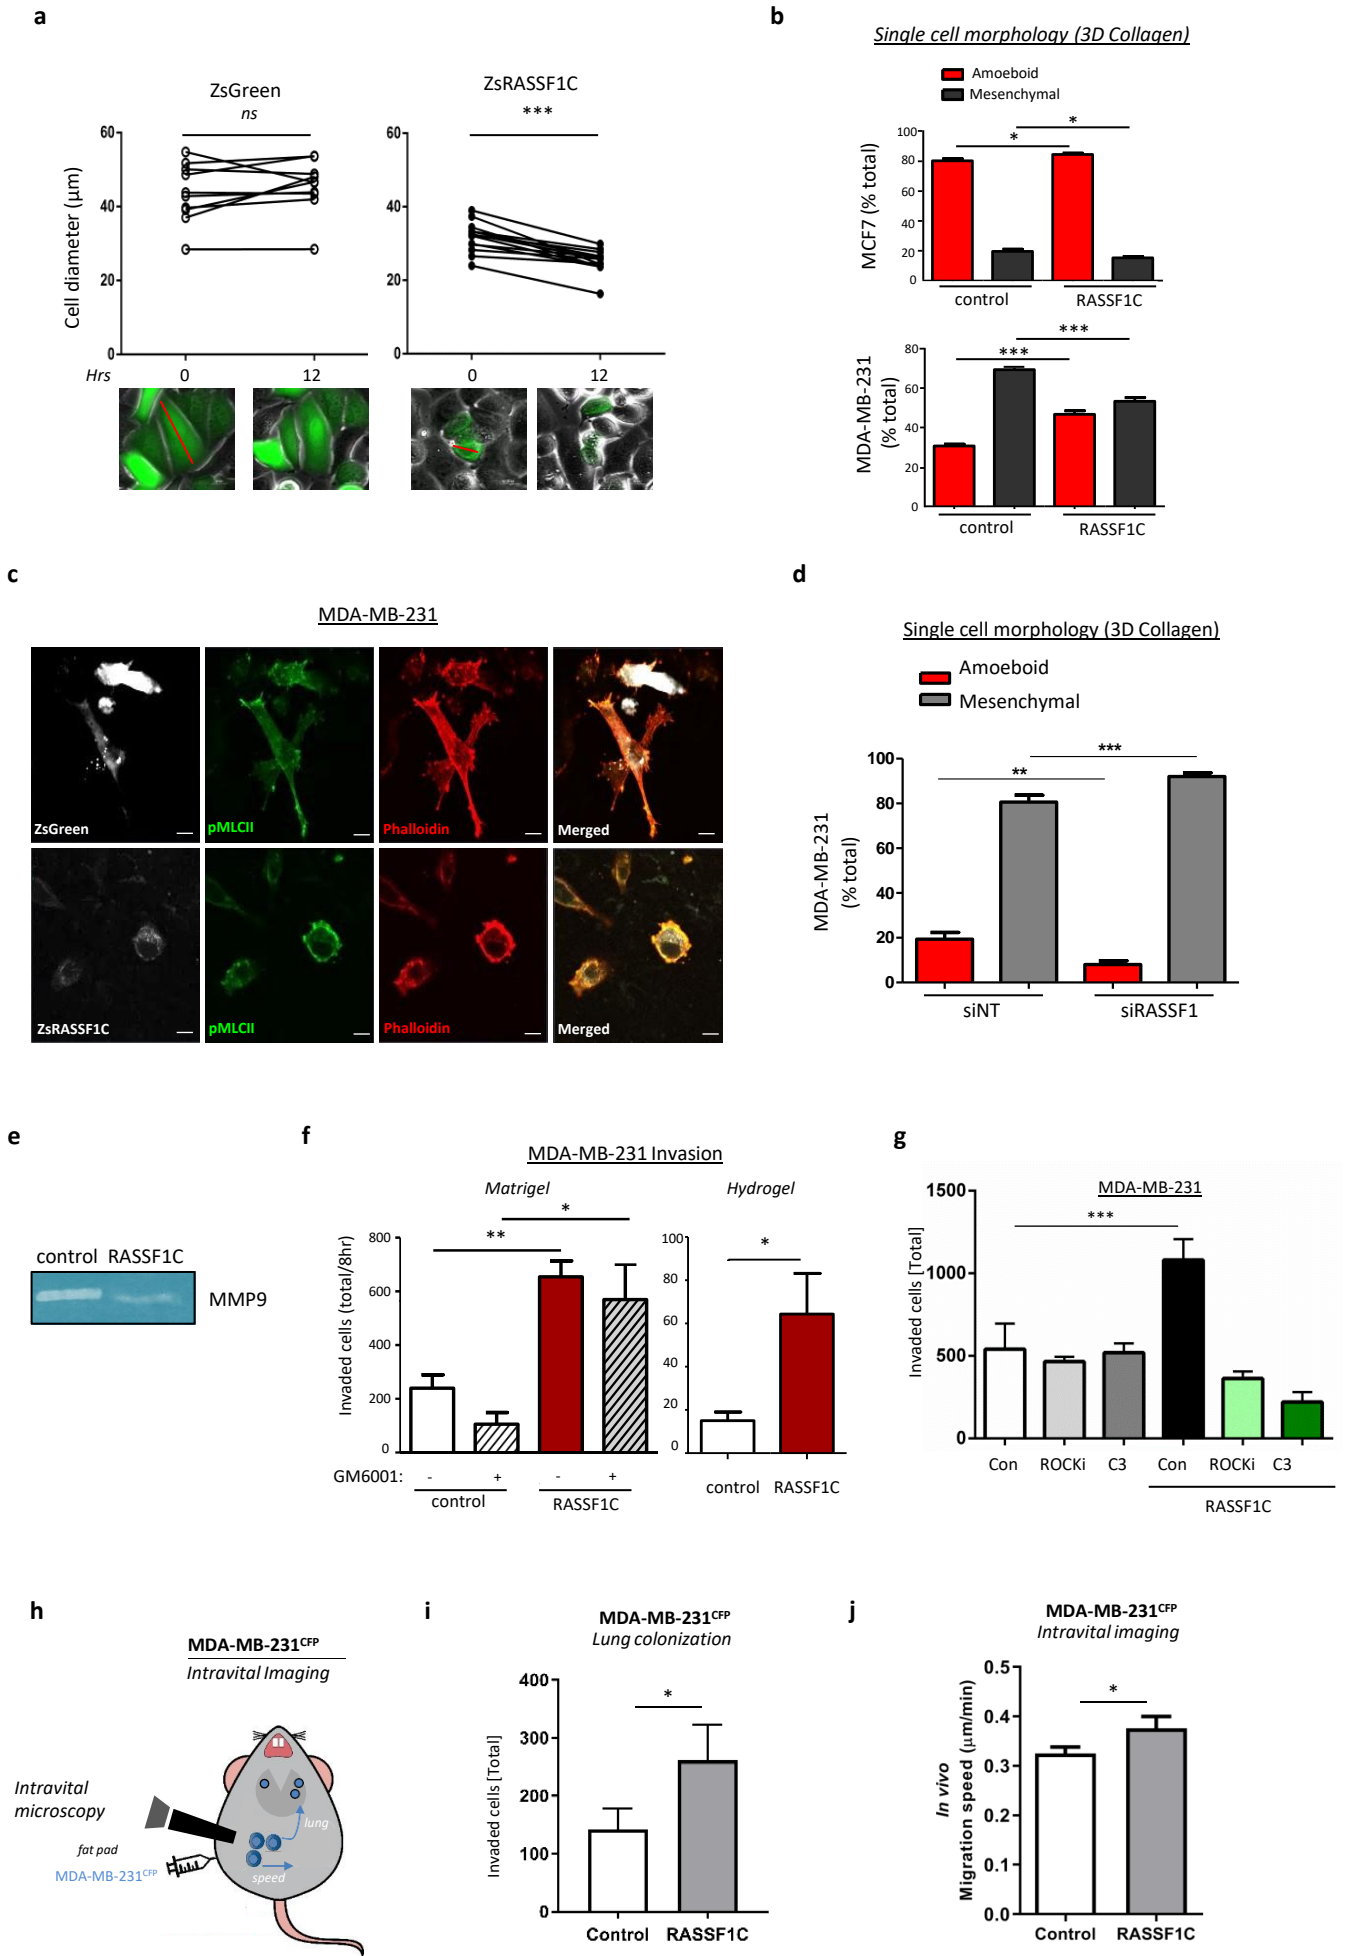 a
ZsGreen
ns
ZsRASSF1C
***
Cell diameter (µm)
60
40
20
0
60
40
20
0
Hrs
0
12
0
12
b
Single cell morphology (3D Collagen)
Amoeboid
Mesenchymal
MCF7 (% total)
100
80
60
40
20
0
*
*
control
RASSF1C
MDA-MB-231
(% total)
80
60
40
20
0
***
***
control
RASSF1C
c
MDA-MB-231
ZsGreen
pMLCII
Phalloidin
Merged
ZsRASSF1C
pMLCII
Phalloidin
Merged
d
Single cell morphology (3D Collagen)
Amoeboid
Mesenchymal
MDA-MB-231
(% total)
100
80
60
40
20
0
**
***
siNT
siRASSF1
e
control RASSF1C
MMP9
f
MDA-MB-231 Invasion
Matrigel
Hydrogel
Invaded cells (total/8hr)
800
600
400
200
0
**
*
GM6001:
-
+
-
+
control
RASSF1C
100
80
60
40
20
0
*
control
RASSF1C
g
MDA-MB-231
Invaded cells [Total]
1500
1000
500
0
***
Con
ROCKi
C3
Con
ROCKi
C3
RASSF1C
h
MDA-MB-231CFP
Intravital Imaging
Intravital
microscopy
fat pad
MDA-MB-231CFP
lung
speed
i
MDA-MB-231CFP
Lung colonization
Invaded cells [Total]
400
300
200
100
0
*
Control
RASSF1C
j
MDA-MB-231CFP
Intravital imaging
In vivo
Migration speed (µm/min)
0.5
0.4
0.3
0.2
0.1
0.0
*
Control
RASSF1C